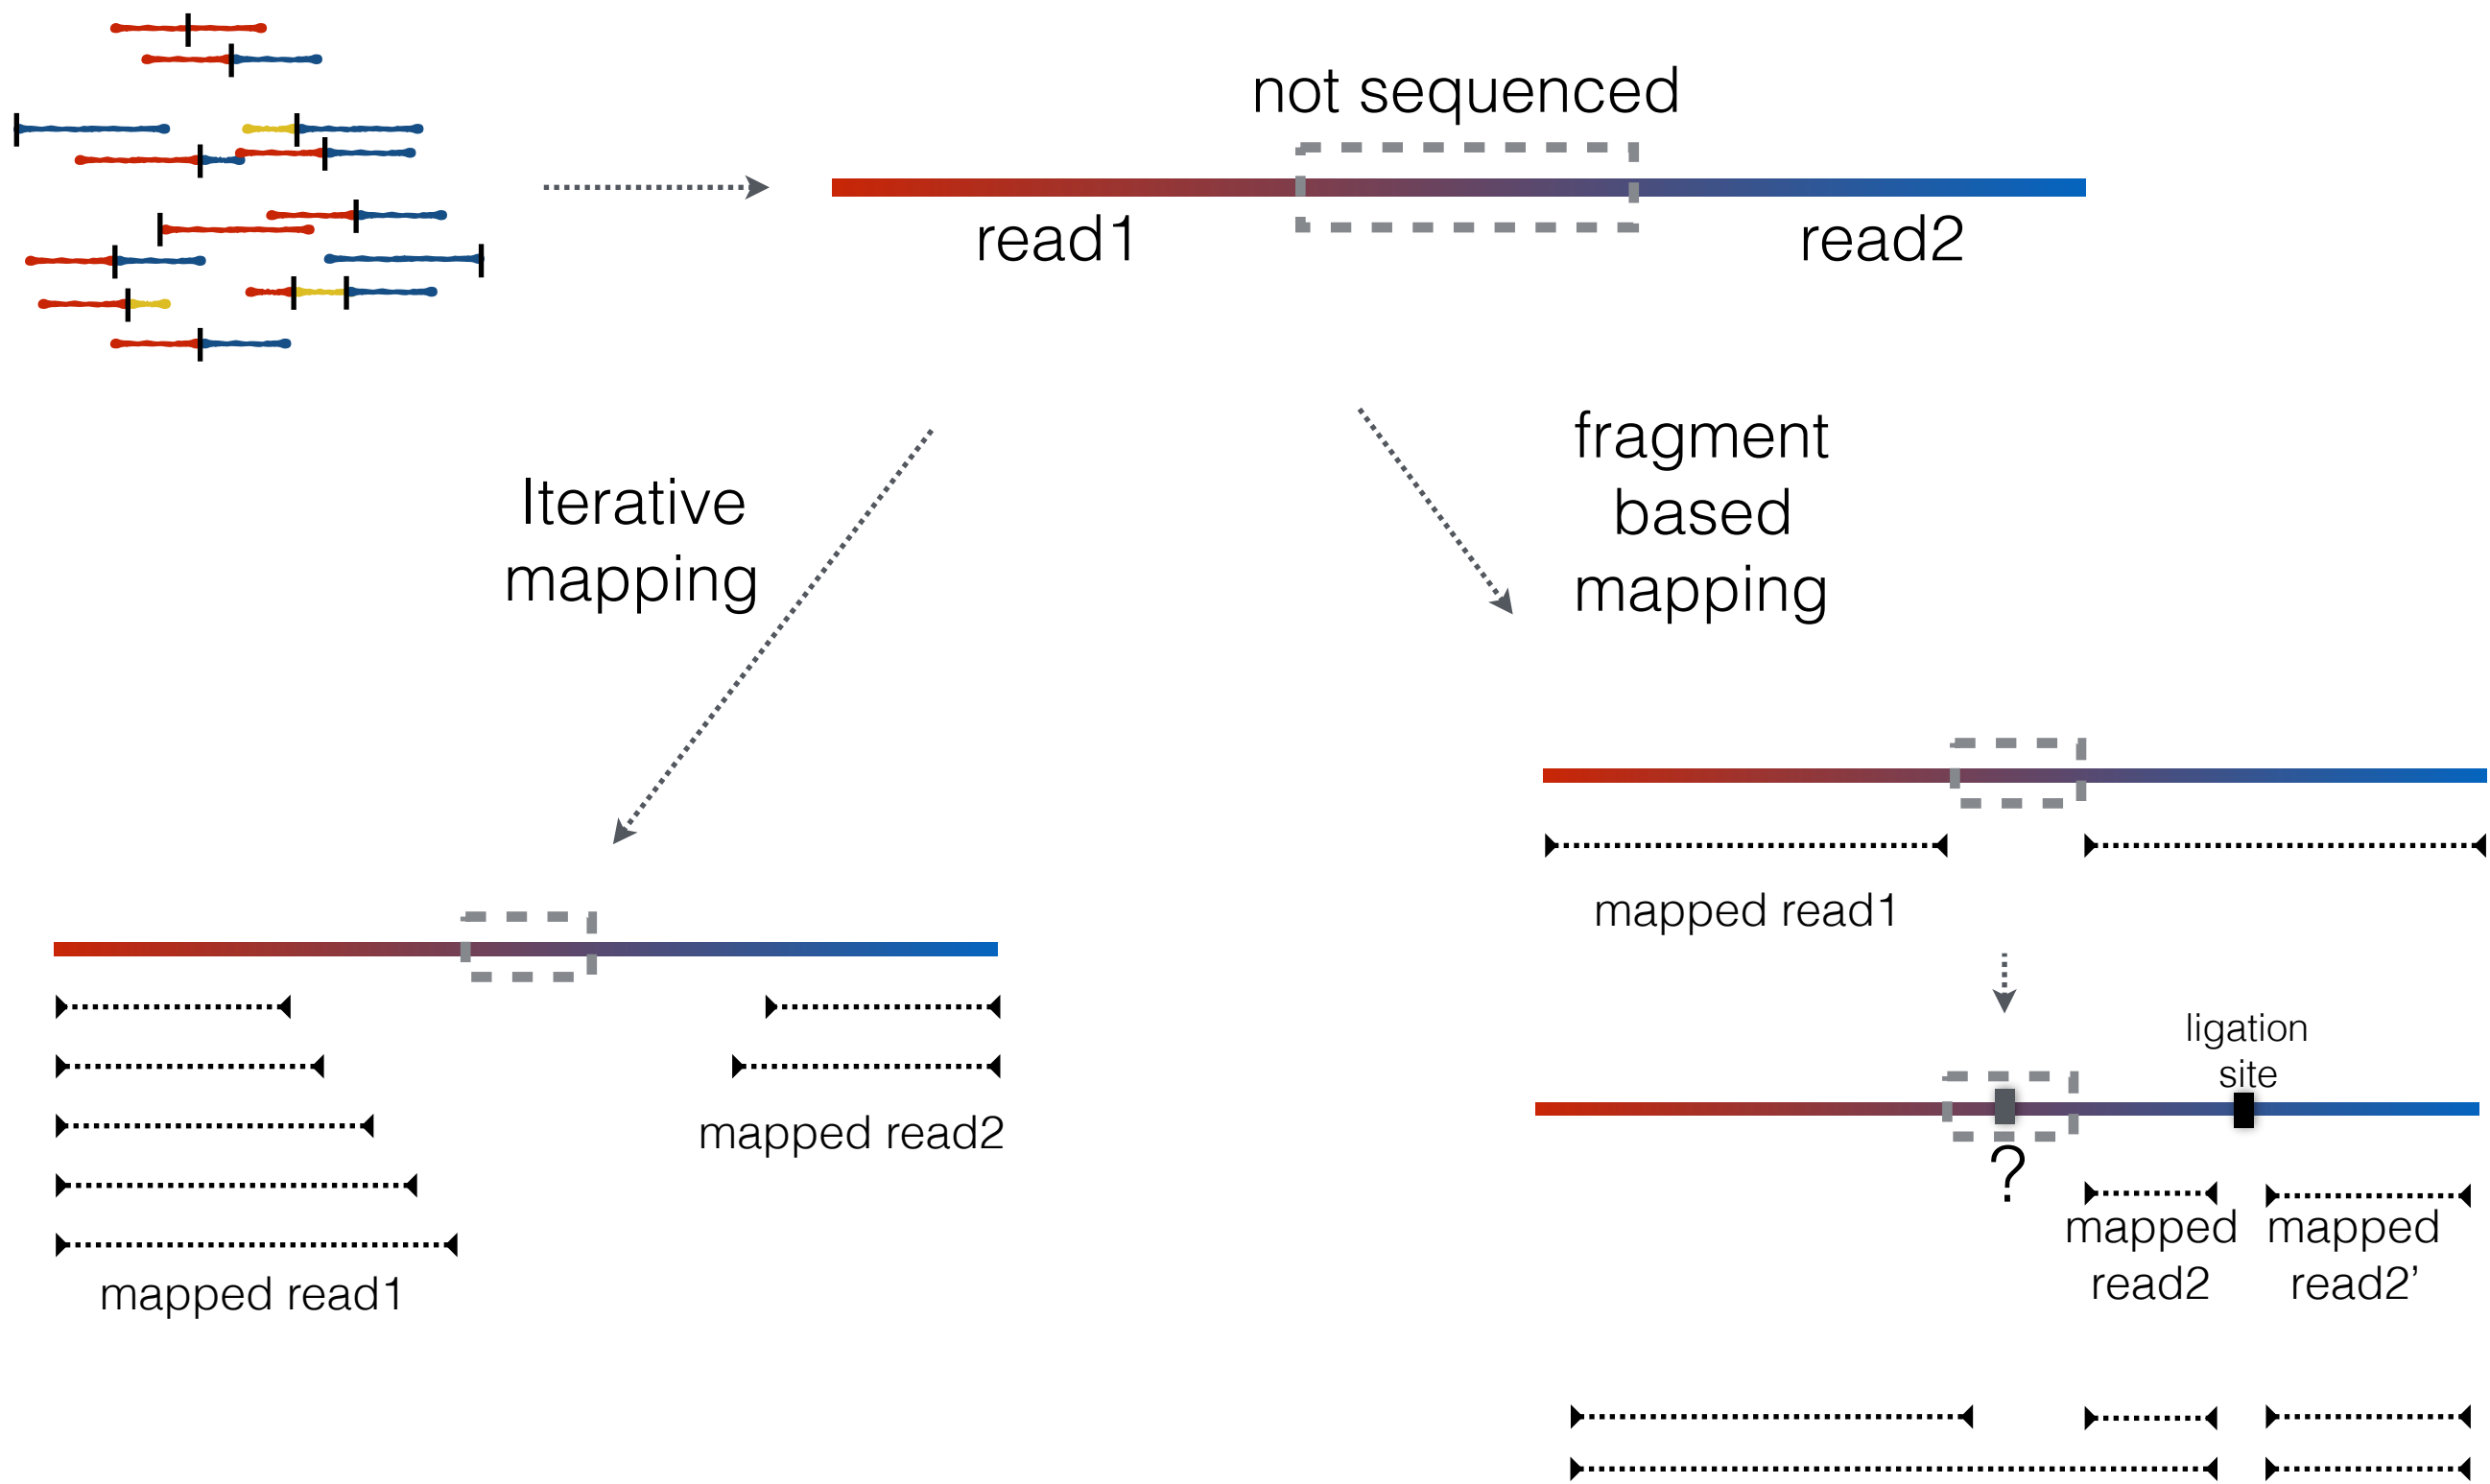 not sequenced
read1
read2
Iterative
mapping
fragment
based
mapping
mapped read1
ligation
site
mapped read2
?
mapped
read2
mapped
read2’
mapped read1